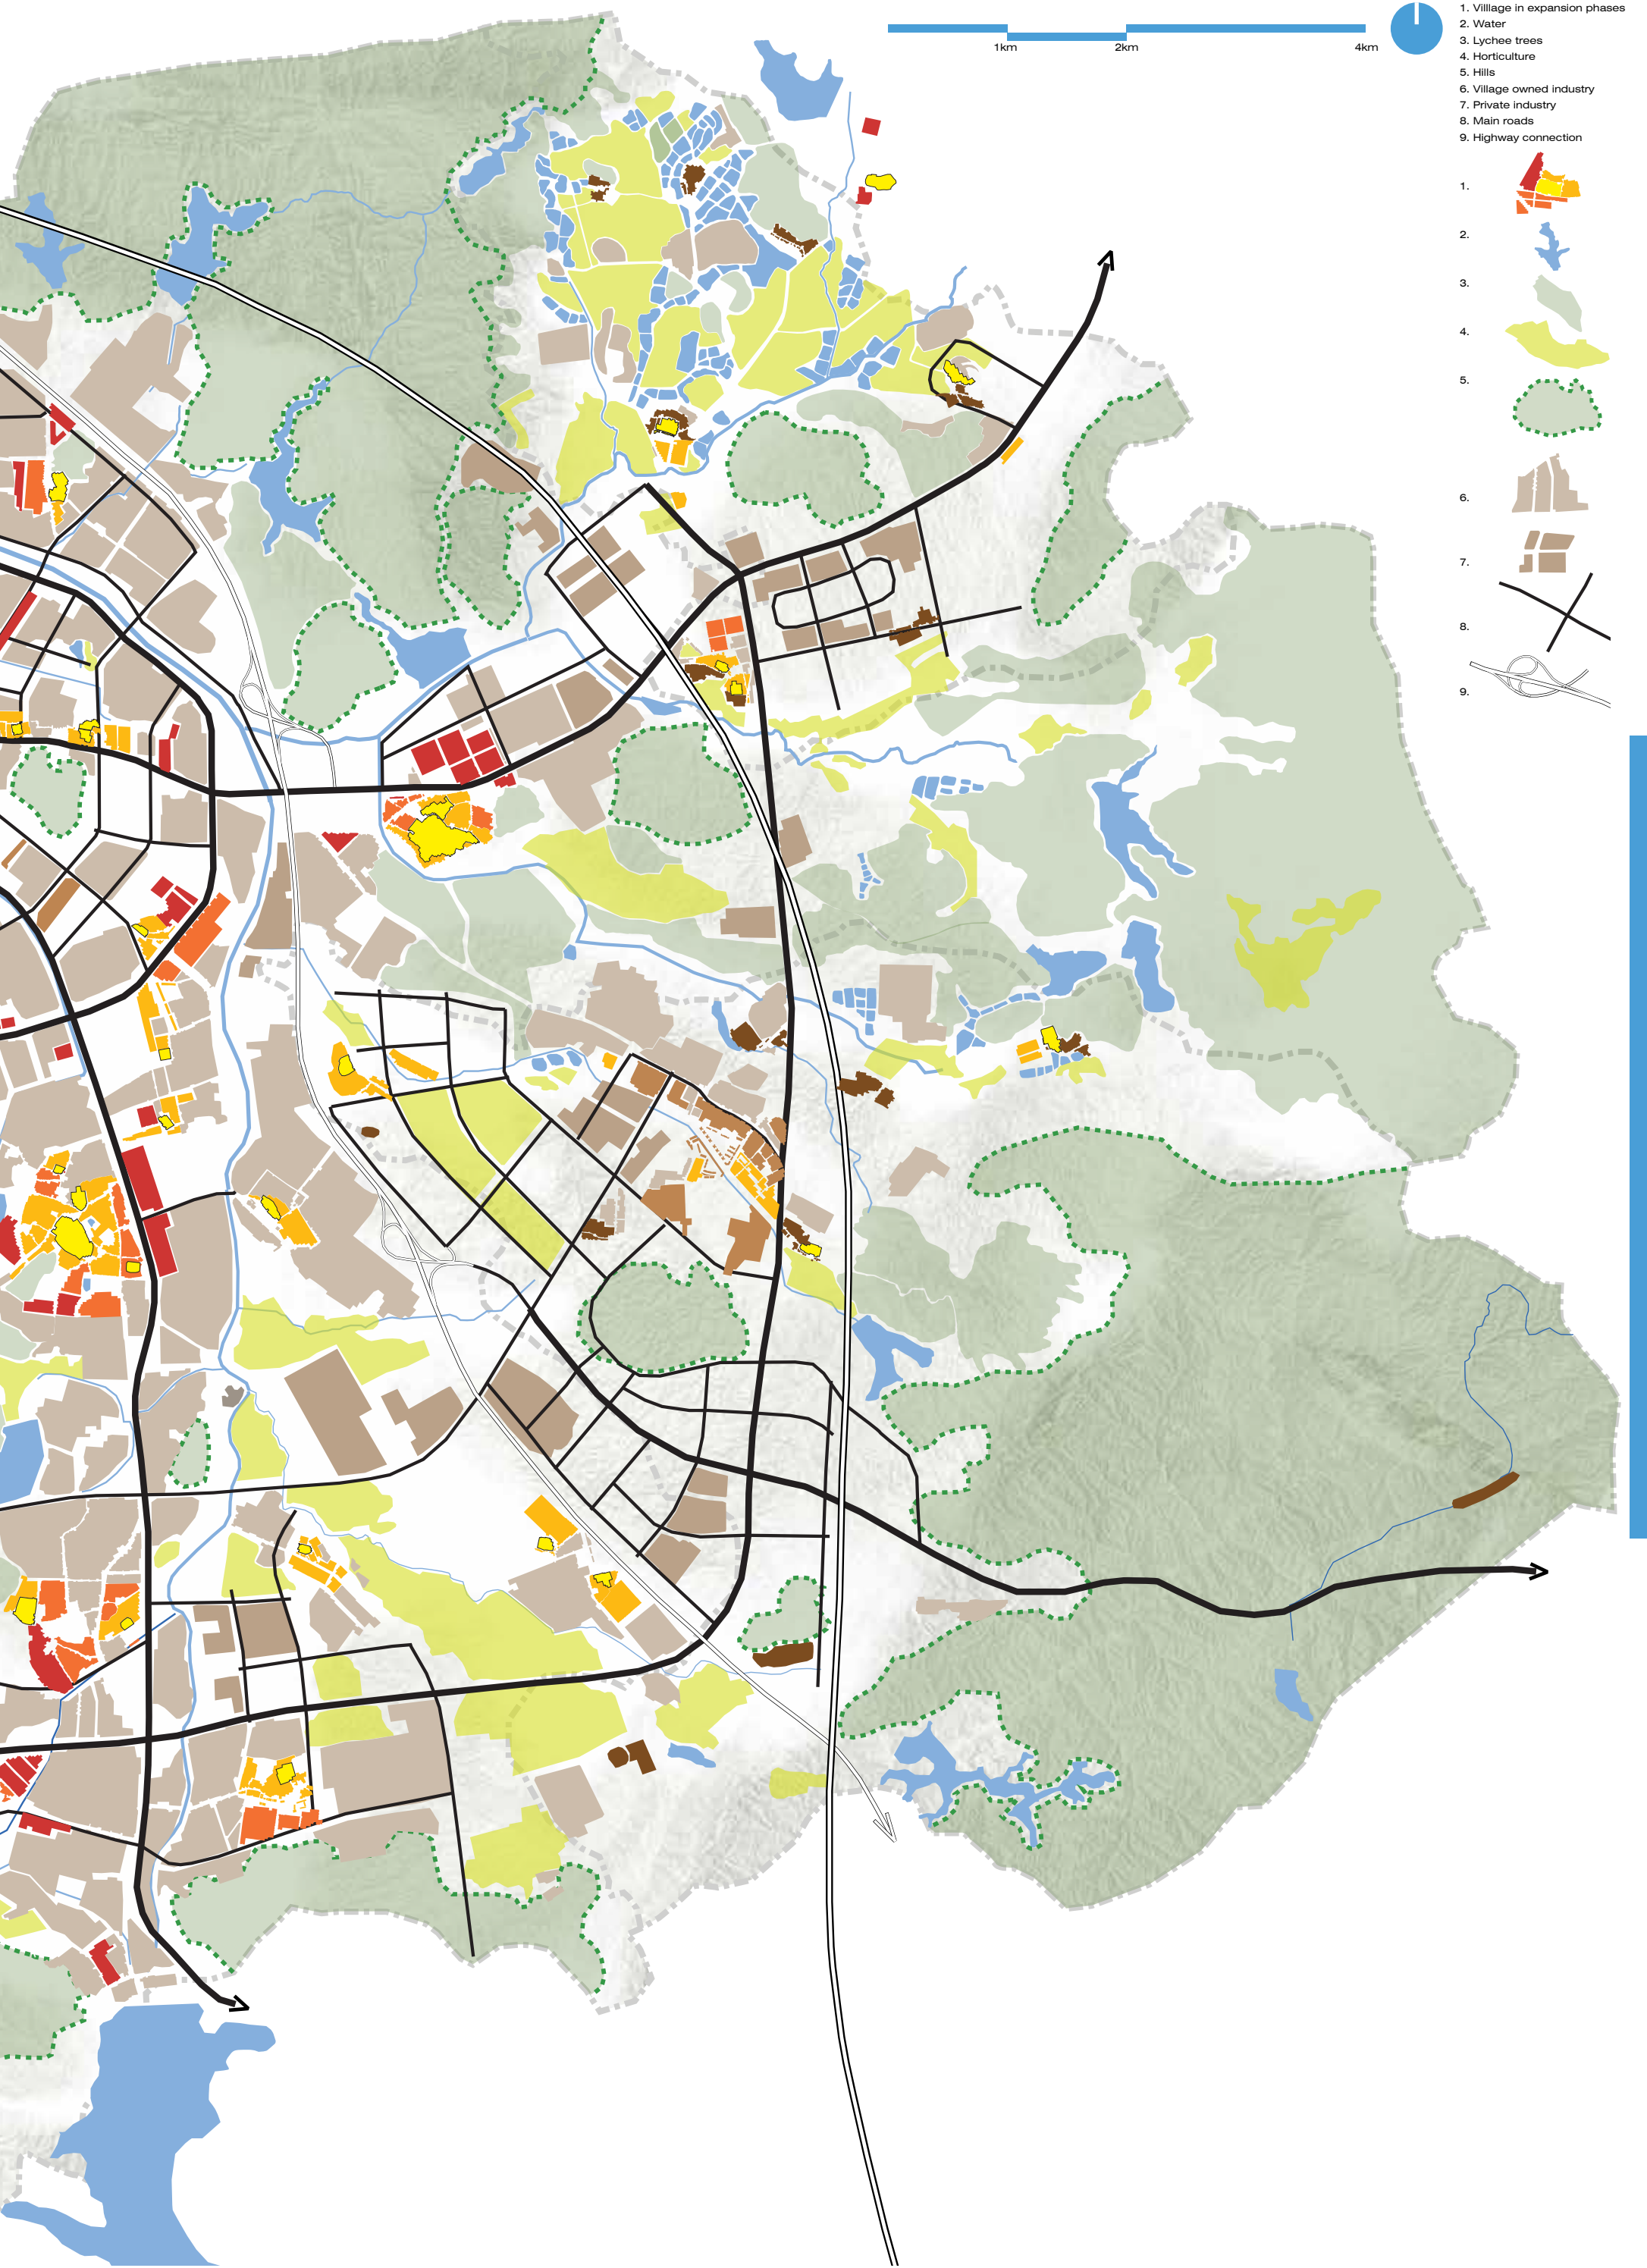 1km
2km
4km
1. Villlage in expansion phases
2. Water
3. Lychee trees
4. Horticulture
5. Hills
6. Village owned industry
7. Private industry
8. Main roads
9. Highway connection
1.
2.
3.
4.
5.
6.
7.
8.
9.